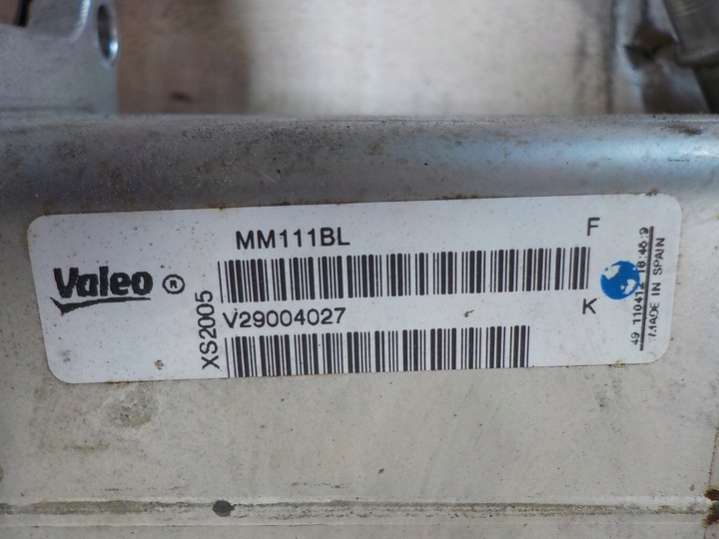 Valeo ®
XS2005
MM111BL
F
V29004027
K
MADE IN SPAIN